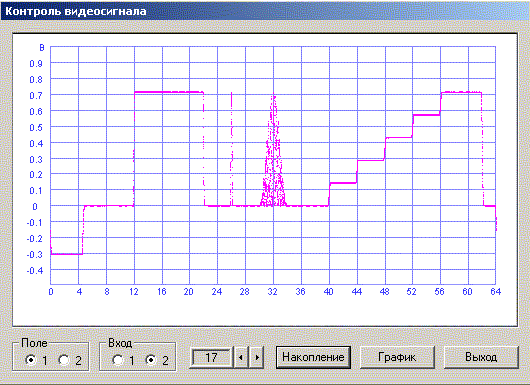 Контроль видеосигнала
В
0.9
0.8
0.7
0.6
0.5
0.4
0.3
0.2
0.1
0
-0.1
-0.2
-0.3
-0.4
0 4 8 12 16 20 24 28 32 36 40 44 48 52 56 60 64
Поле Вход
1 2 1 2 17 Накопление График Выход